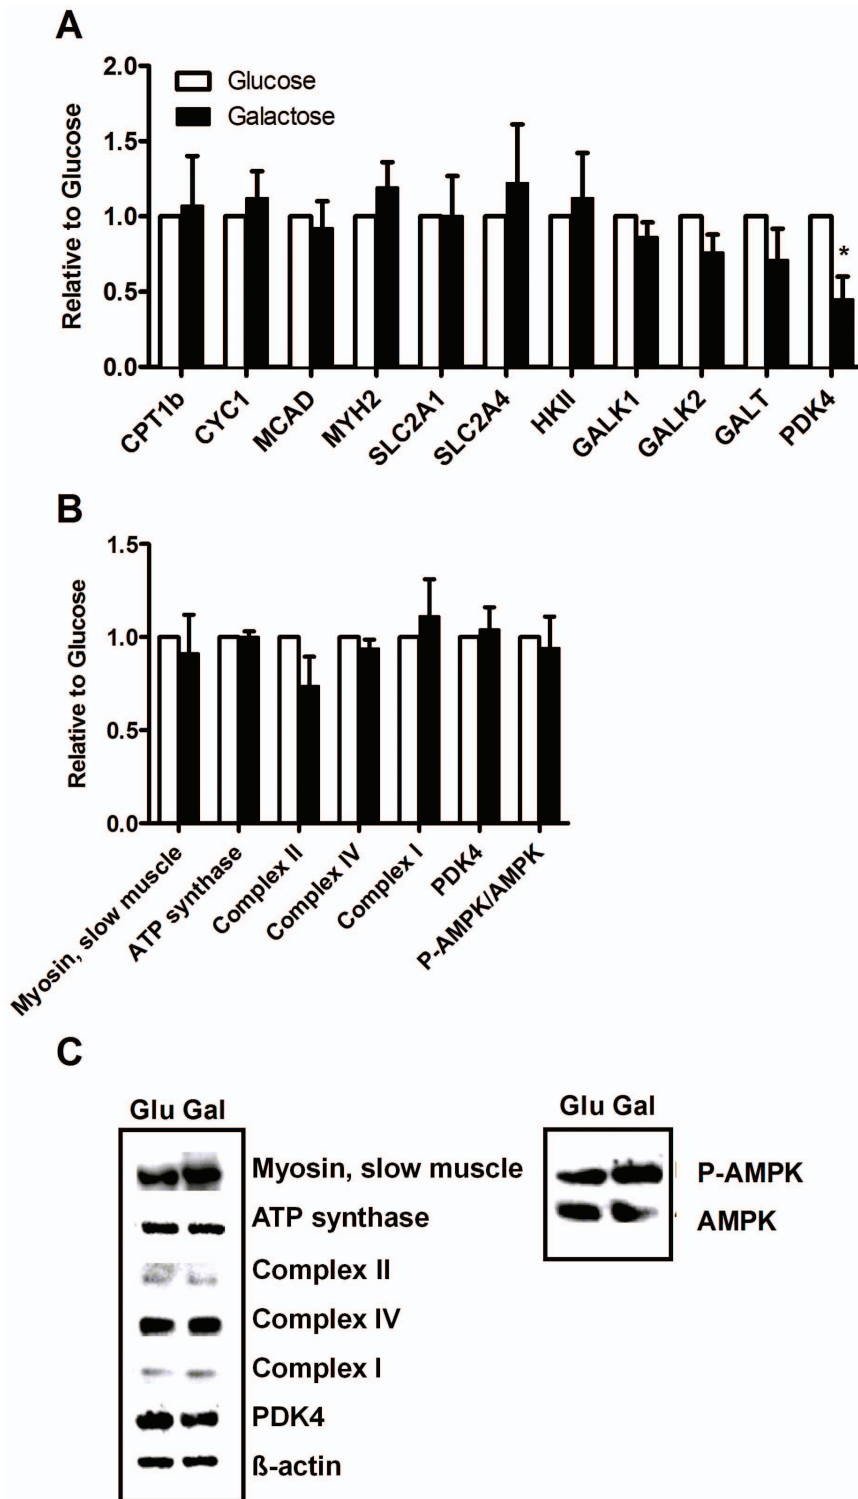 A
2.0
1.5
1.0
0.5
0.0
Relative to Glucose
Glucose
Galactose
*
CPT1b
CYC1
MCAD
MYH2
SLC2A1
SLC2A4
HKII
GALK1
GALK2
GALT
PDK4
B
1.5
1.0
0.5
0.0
Relative to Glucose
Myosin, slow muscle
ATP synthase
Complex II
Complex IV
Complex I
PDK4
P-AMPK/AMPK
C
Glu Gal
Myosin, slow muscle
ATP synthase
Complex II
Complex IV
Complex I
PDK4
ß-actin
Glu Gal
P-AMPK
AMPK